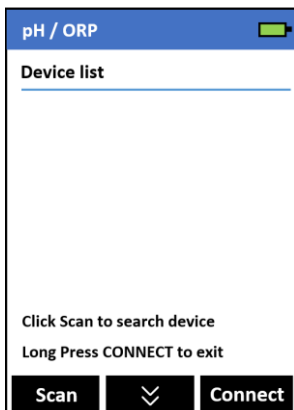 pH / ORP
Device list
Click Scan to search device
Long Press CONNECT to exit
Scan
Connect